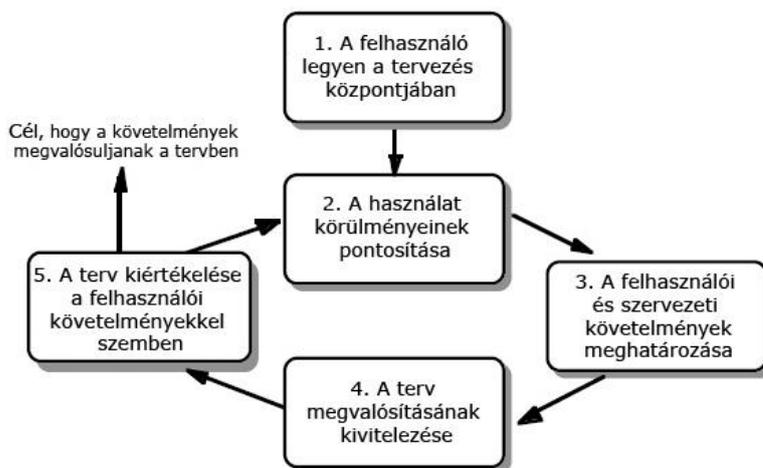 1. A felhasználó
legyen a tervezés
központjában
Cél, hogy a követelmények
megvalósuljanak a tervben
2. A használat
körülményeinek
pontosítása
3. A felhasználói
és szervezeti
követelmények
meghatározása
4. A terv
megvalósításának
kivitelezése
5. A terv kiértékelése
a felhasználói
követelményekkel
szemben